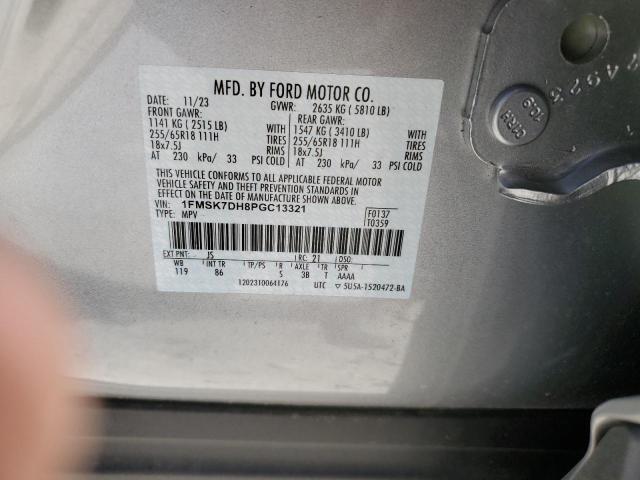 MFD. BY FORD MOTOR CO.
DATE: 11/23 GVWR: 2635 KG (5810 LB)
FRONT GAWR: REAR GAWR:
1141 KG (2515 LB) 1547 KG (3410 LB)
255/65R18 111H TIRES 255/65R18 111H TIRES
18x7.5J RIMS 18x7.5J RIMS
AT 230 kPa/ 33 PSI COLD AT 230 kPa/ 33 PSI COLD
THIS VEHICLE CONFORMS TO ALL APPLICABLE FEDERAL MOTOR
VEHICLE SAFETY AND THEFT PREVENTION STANDARDS IN
EFFECT ON THE DATE OF MANUFACTURE SHOWN ABOVE.
VIN: 1FMSK7DH8PGC13321 F0137
TYPE: MPV T0359
EXT PNT: JS RC: 21 DSO:
WB INT TR TP/PS R AXLE TR SPR
119 86 S 3B T AAAA
1202310064176 UTC ▽ 5U5A-1520472-BA